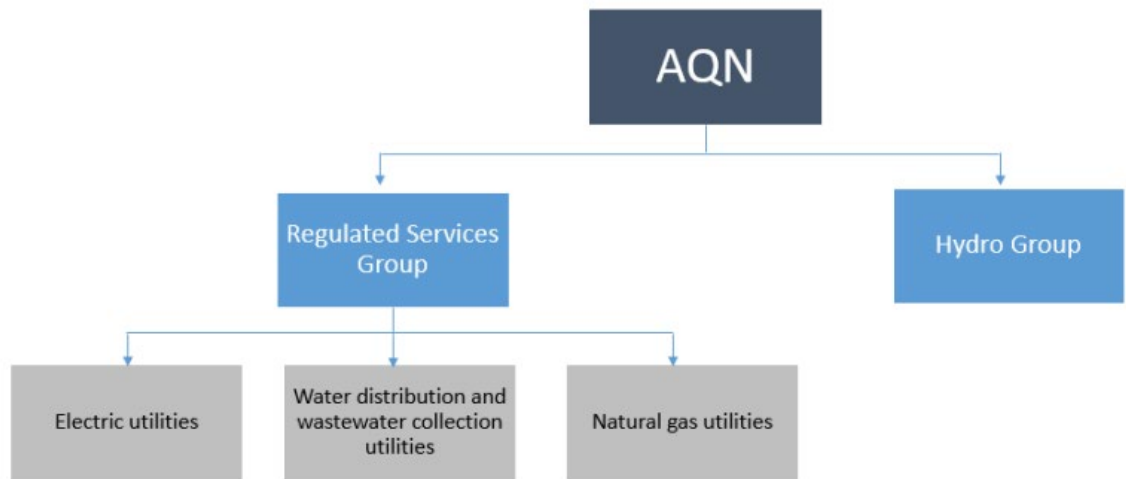 AQN
Regulated Services
Group
Hydro Group
Electric utilities
Water distribution and
wastewater collection
utilities
Natural gas utilities